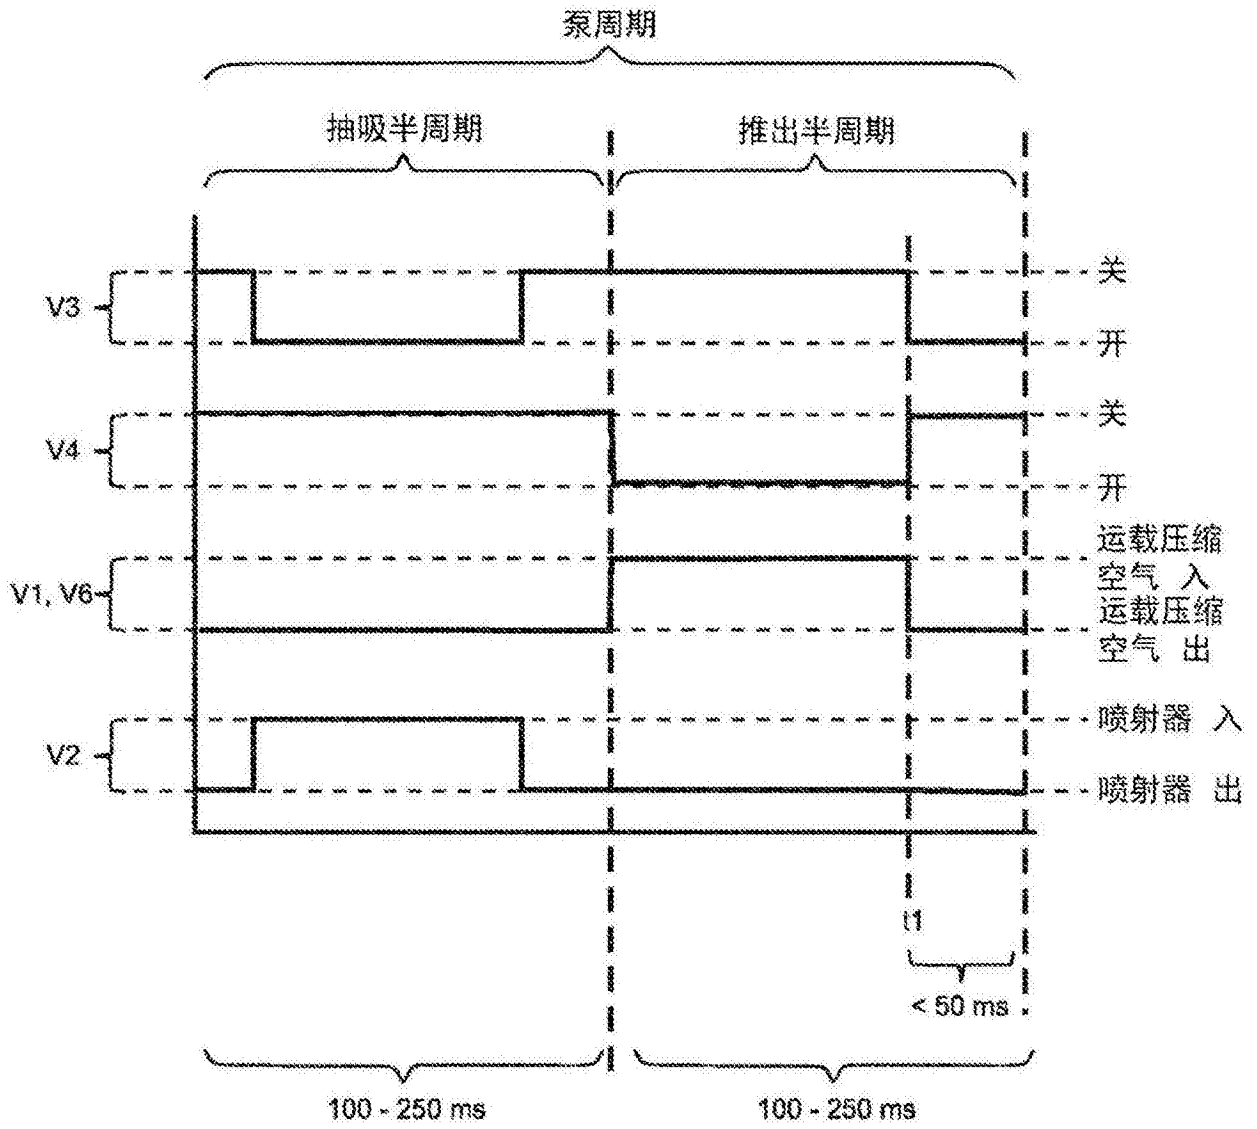 泵周期
抽吸半周期
推出半周期
V3
关
开
V4
关
开
V1, V6
运载压缩
空气 入
运载压缩
空气 出
V2
喷射器 入
喷射器 出
t1
< 50 ms
100 - 250 ms
100 - 250 ms